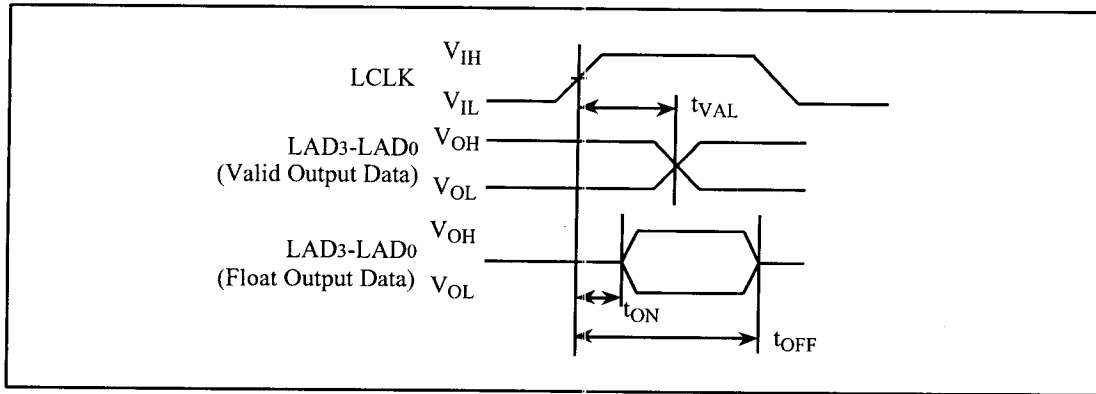 V_IH
LCLK
V_IL
t_VAL
LAD3-LAD0
(Valid Output Data)
V_OH
V_OL
LAD3-LAD0
(Float Output Data)
V_OH
V_OL
t_ON
t_OFF